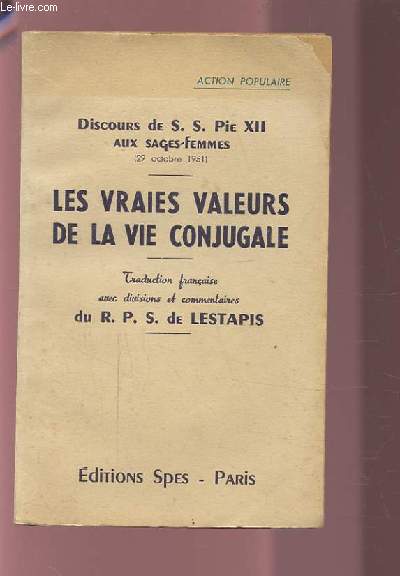 Le-livre.com
ACTION POPULAIRE
DISCOURS DE S. S. PIE XII
AUX SAGES-FEMMES
(29 octobre 1951)
LES VRAIES VALEURS
DE LA VIE CONJUGALE
Traduction française
avec divisions et commentaires
du R. P. S. de LESTAPIS
ÉDITIONS SPES - PARIS